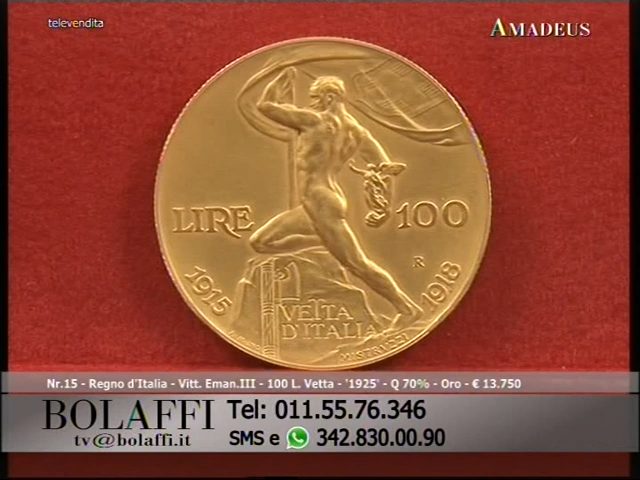 televendita
AMADEUS
LIRE 100
R
1915 1918
VETTA
D'ITALIA
MISTRUZZI
Nr.15 - Regno d'Italia - Vitt. Eman.III - 100 L. Vetta - '1925' - Q 70% - Oro - € 13.750
BOLAFFI
tv@bolaffi.it
Tel: 011.55.76.346
SMS e 342.830.00.90